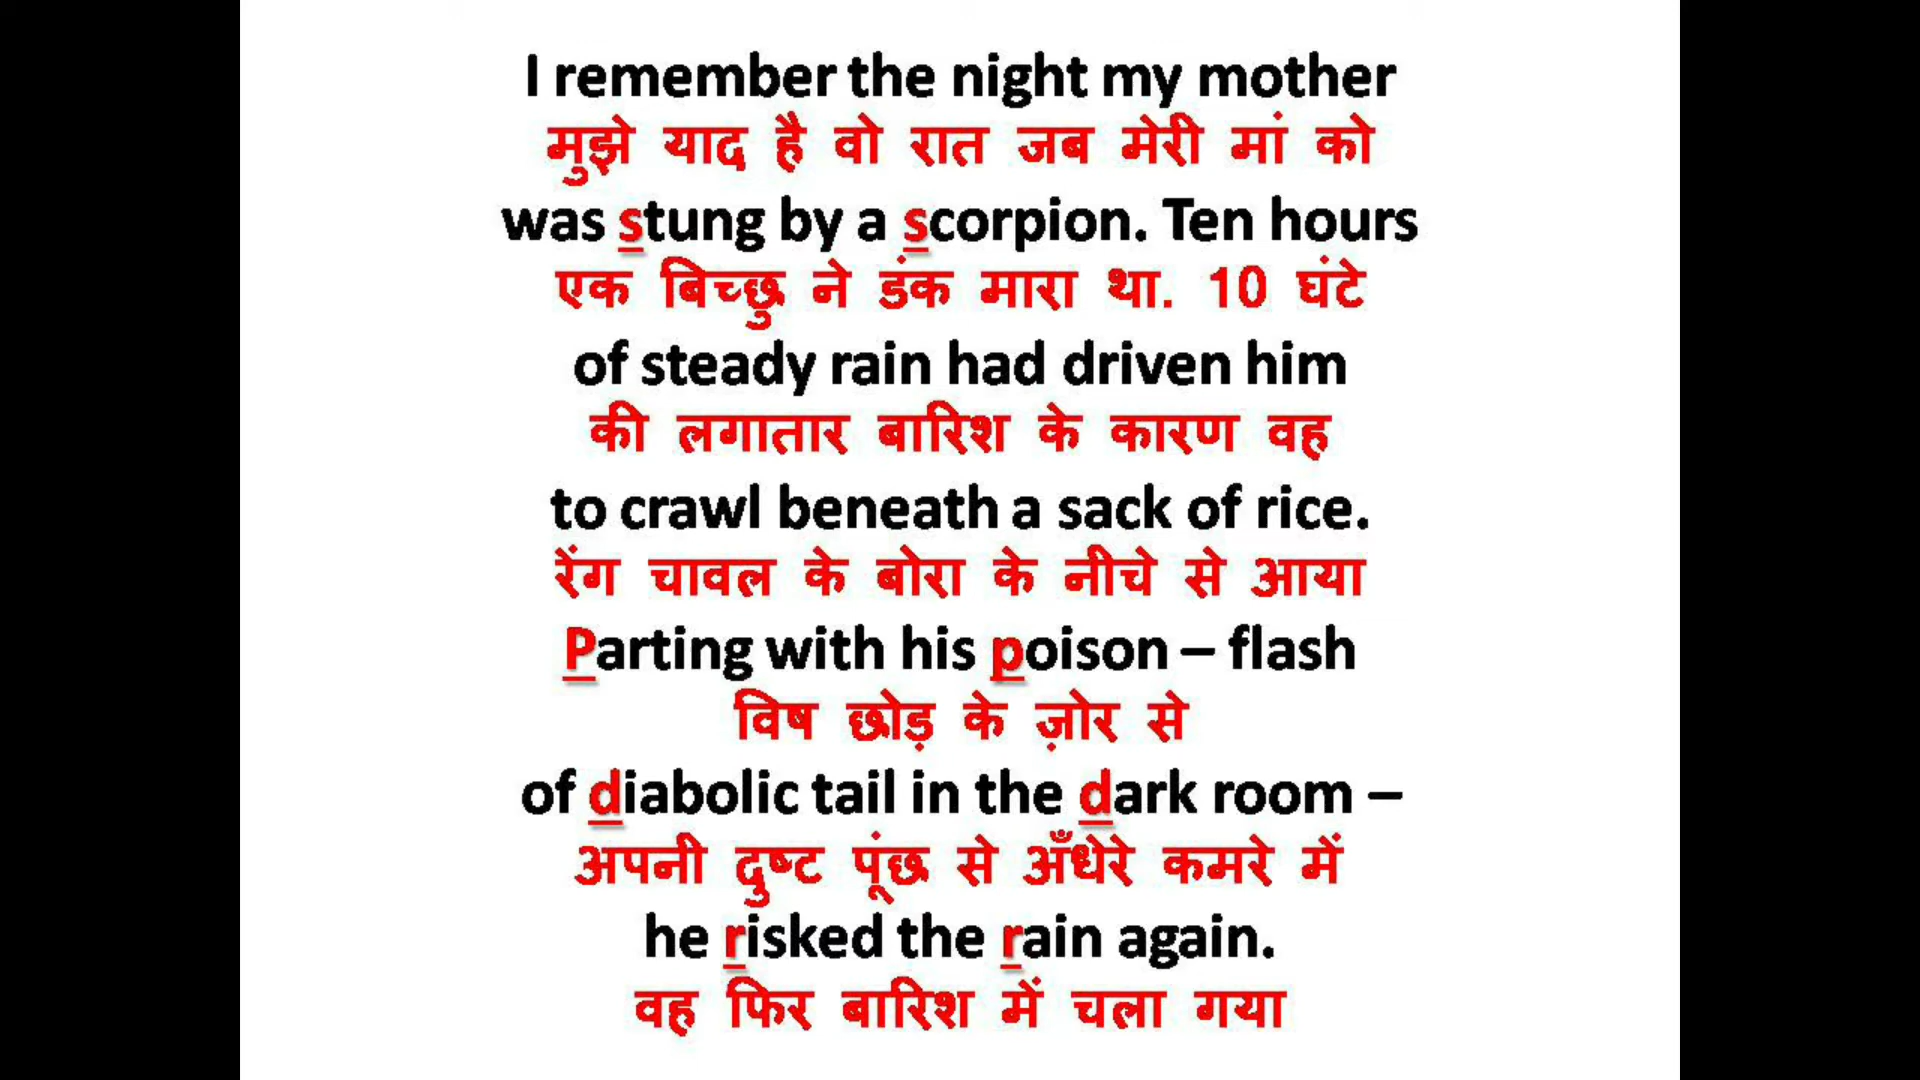 I remember the night my mother
मुझे याद है वो रात जब मेरी मां को
was stung by a scorpion. Ten hours
एक बिच्छु ने डंक मारा था. 10 घंटे
of steady rain had driven him
की लगातार बारिश के कारण वह
to crawl beneath a sack of rice.
रेंग चावल के बोरा के नीचे से आया
Parting with his poison – flash
विष छोड़ के ज़ोर से
of diabolic tail in the dark room –
अपनी दुष्ट पूंछ से अँधेरे कमरे में
he risked the rain again.
वह फिर बारिश में चला गया